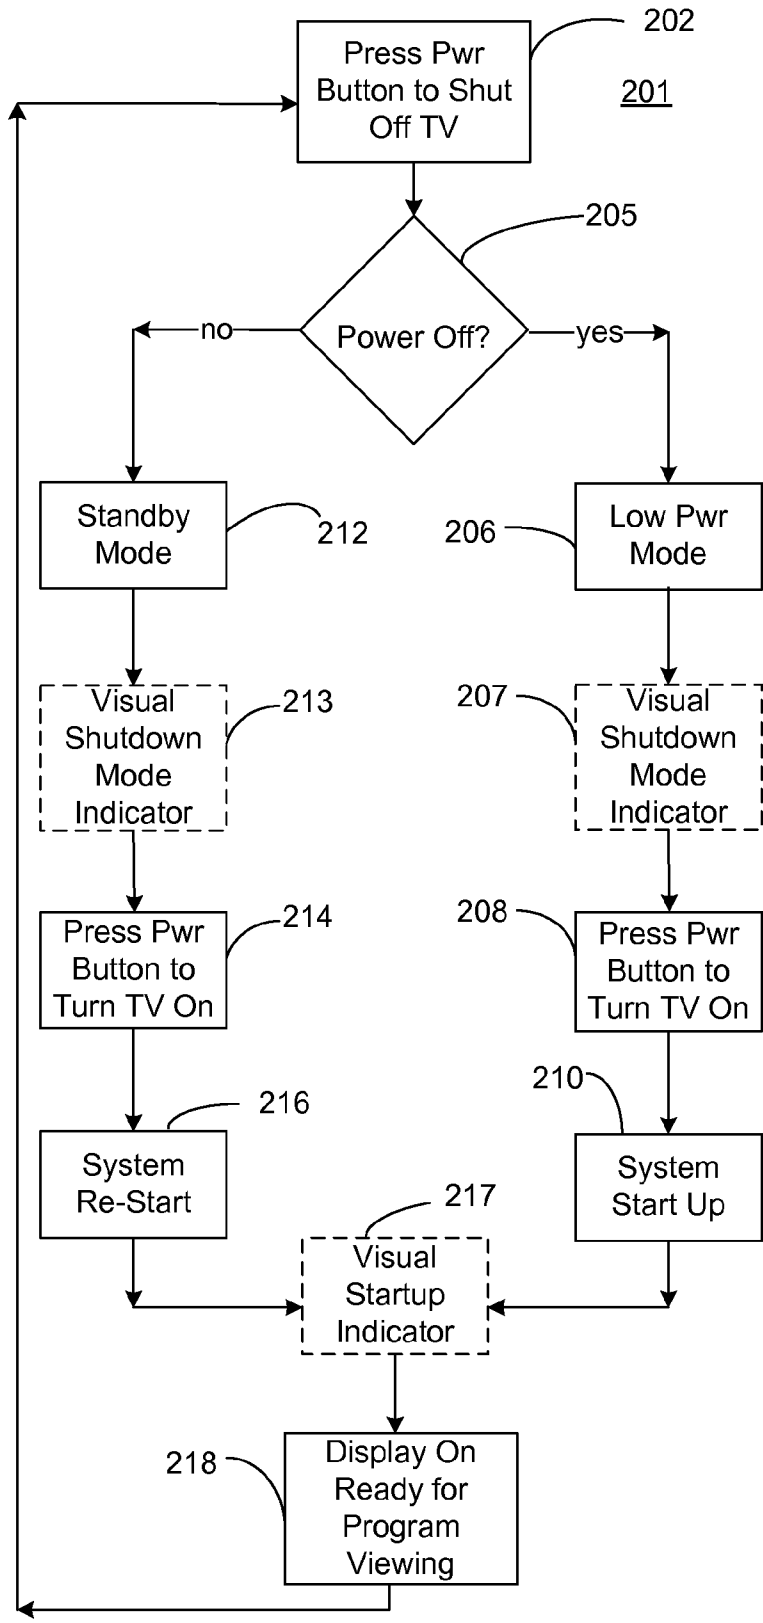 202
Press Pwr
Button to Shut
Off TV
201
205
Power Off?
no
yes
Standby
Mode
212
206
Low Pwr
Mode
Visual
Shutdown
Mode
Indicator
213
207
Visual
Shutdown
Mode
Indicator
Press Pwr
Button to
Turn TV On
214
208
Press Pwr
Button to
Turn TV On
216
210
System
Re-Start
System
Start Up
217
Visual
Startup
Indicator
218
Display On
Ready for
Program
Viewing